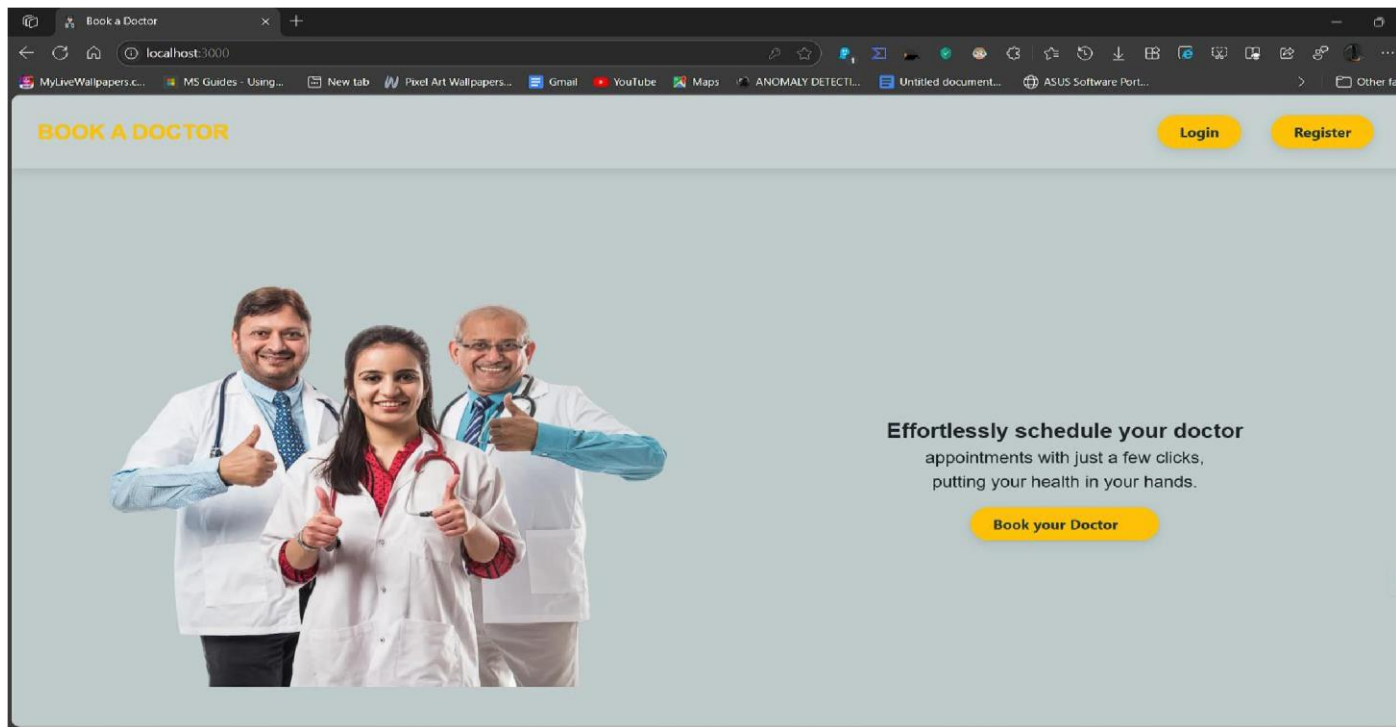 Book a Doctor
localhost:3000
MyLiveWallpapers.c... MS Guides - Using... New tab Pixel Art Wallpapers... Gmail YouTube Maps ANOMALY DETECTI... Untitled document... ASUS Software Port... Other fa
BOOK A DOCTOR
Login Register
Effortlessly schedule your doctor
appointments with just a few clicks,
putting your health in your hands.
Book your Doctor